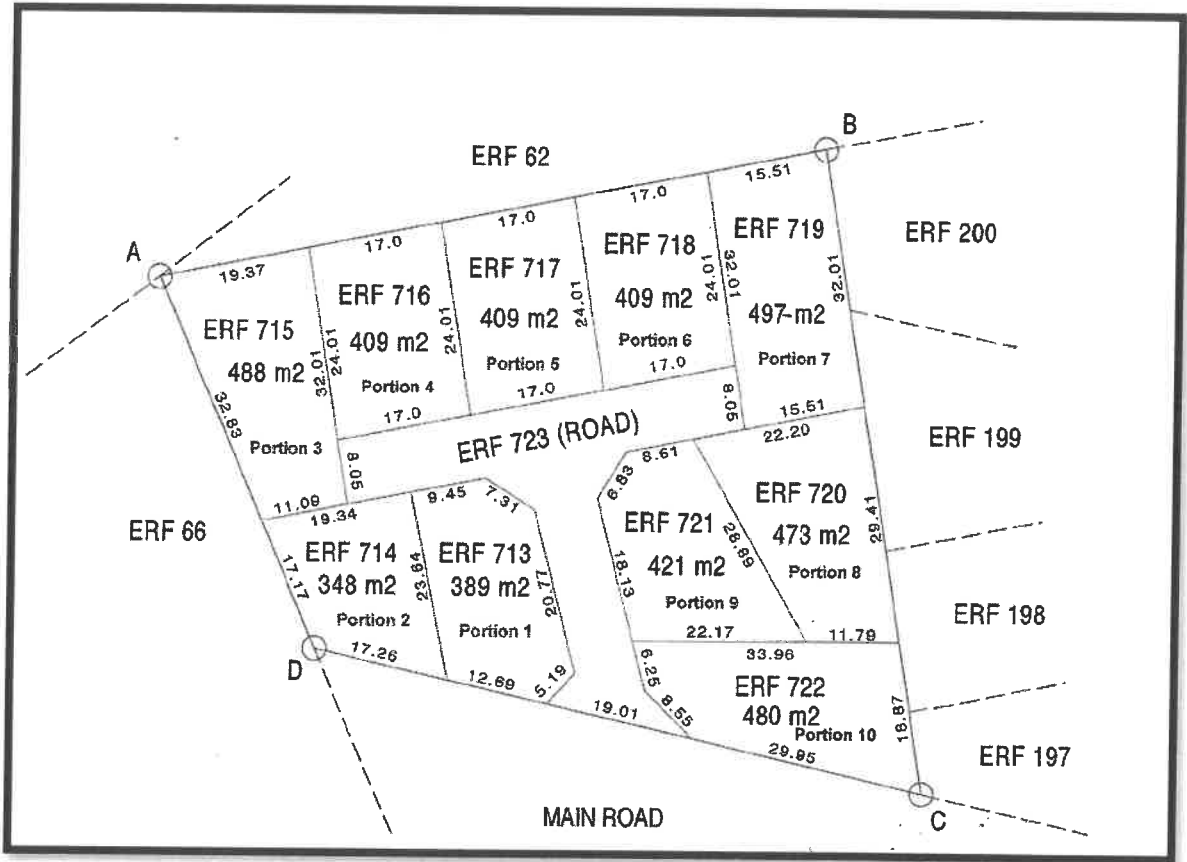 B
ERF 62
15.51
17.0
17.0
17.0
19.37
A
ERF 719
ERF 200
ERF 718
ERF 717
ERF 716
ERF 715
24.01
32.01
32.01
24.01
24.01
32.01
24.01
409 m2
409 m2
409 m2
488 m2
497-m2
Portion 6
Portion 5
Portion 4
Portion 7
17.0
17.0
17.0
32.83
Portion 3
8.05
15.51
ERF 723 (ROAD)
8.05
22.20
ERF 199
8.61
6.83
11.09
19.34
9.45
7.31
ERF 66
ERF 720
473 m2
Portion 8
29.41
ERF 721
421 m2
Portion 9
28.89
18.13
ERF 714
348 m2
Portion 2
17.17
23.64
ERF 713
389 m2
Portion 1
20.77
ERF 198
22.17
11.79
33.96
D
17.26
12.69
5.19
6.25
8.55
19.01
ERF 722
480 m2
Portion 10
18.87
29.95
ERF 197
MAIN ROAD
C